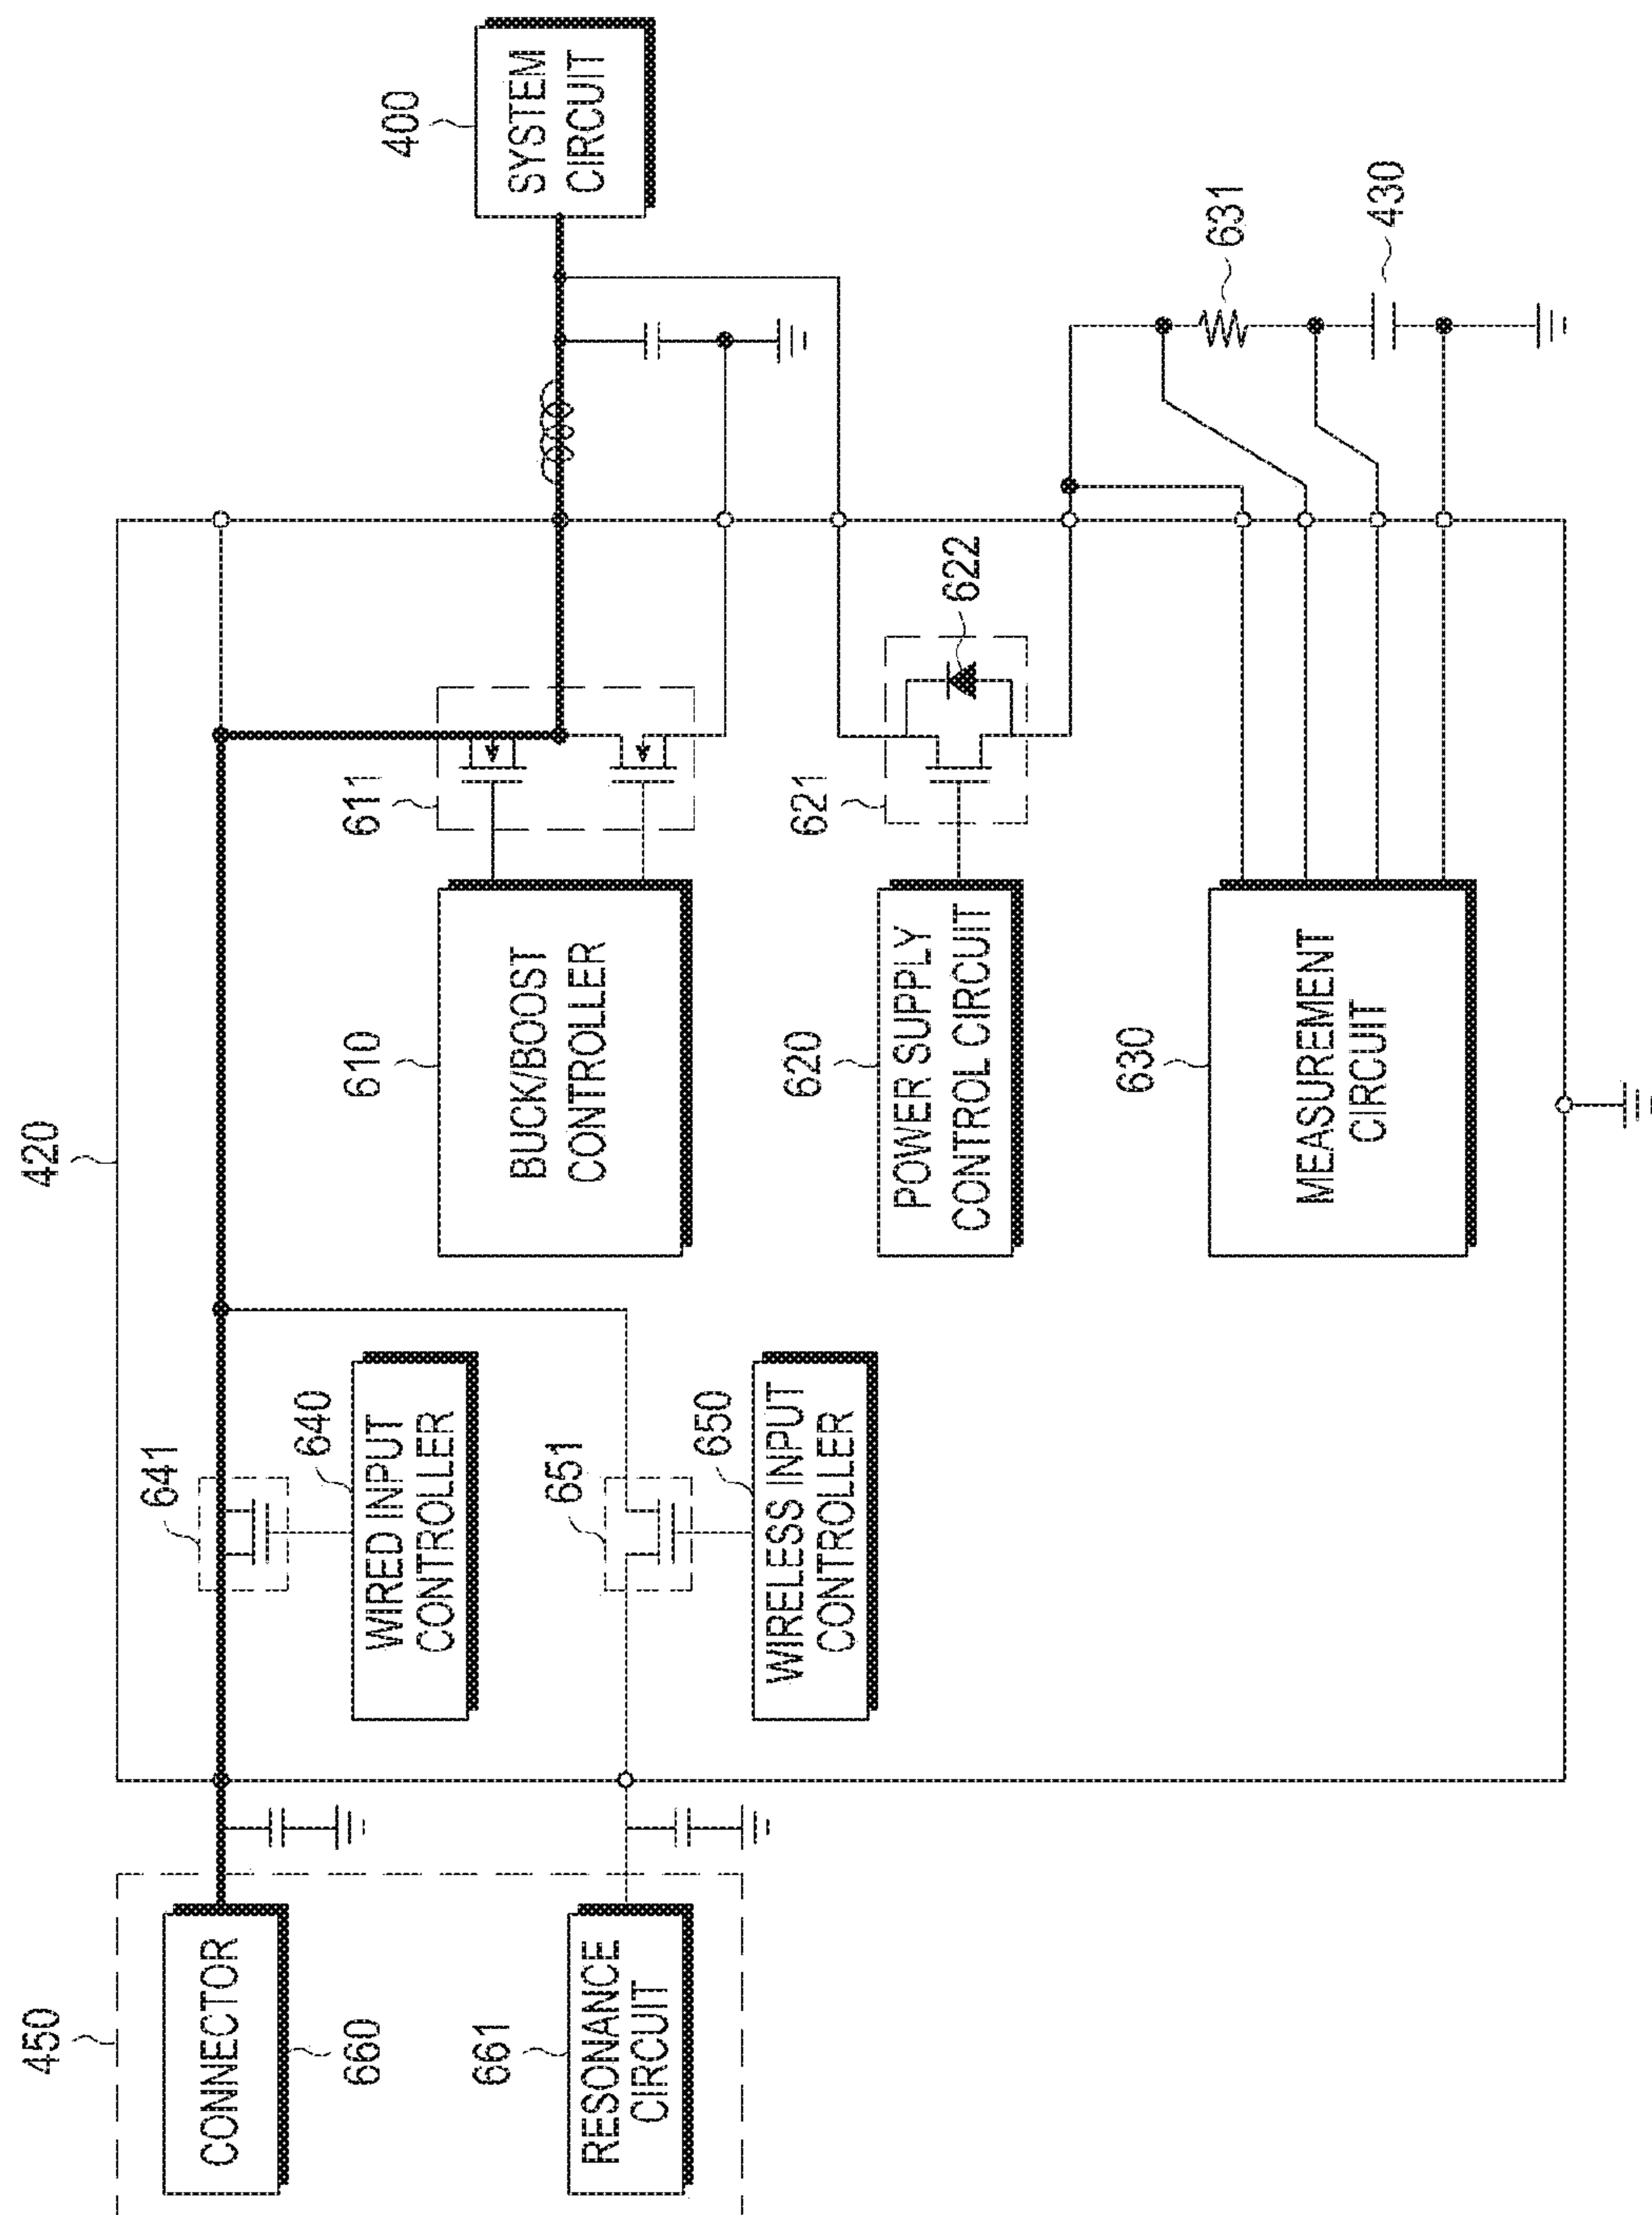 450
CONNECTOR
660
661
RESONANCE
CIRCUIT
420
641
640
WIRED INPUT
CONTROLLER
651
650
WIRELESS INPUT
CONTROLLER
610
BUCK/BOOST
CONTROLLER
611
620
POWER SUPPLY
CONTROL CIRCUIT
621
622
630
MEASUREMENT
CIRCUIT
400
SYSTEM
CIRCUIT
631
430